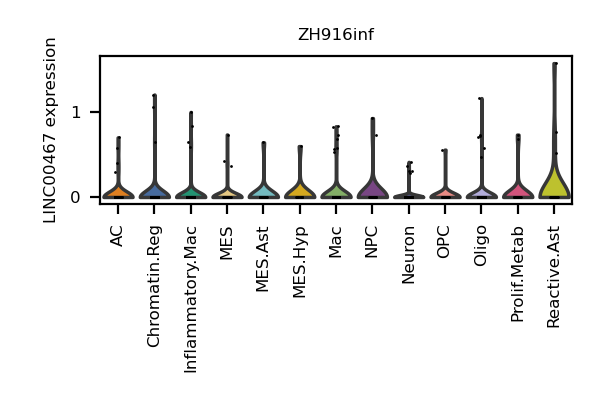 ZH916inf
LINC00467 expression
1
0
AC
Chromatin.Reg
Inflammatory.Mac
MES
MES.Ast
MES.Hyp
Mac
NPC
Neuron
OPC
Oligo
Prolif.Metab
Reactive.Ast